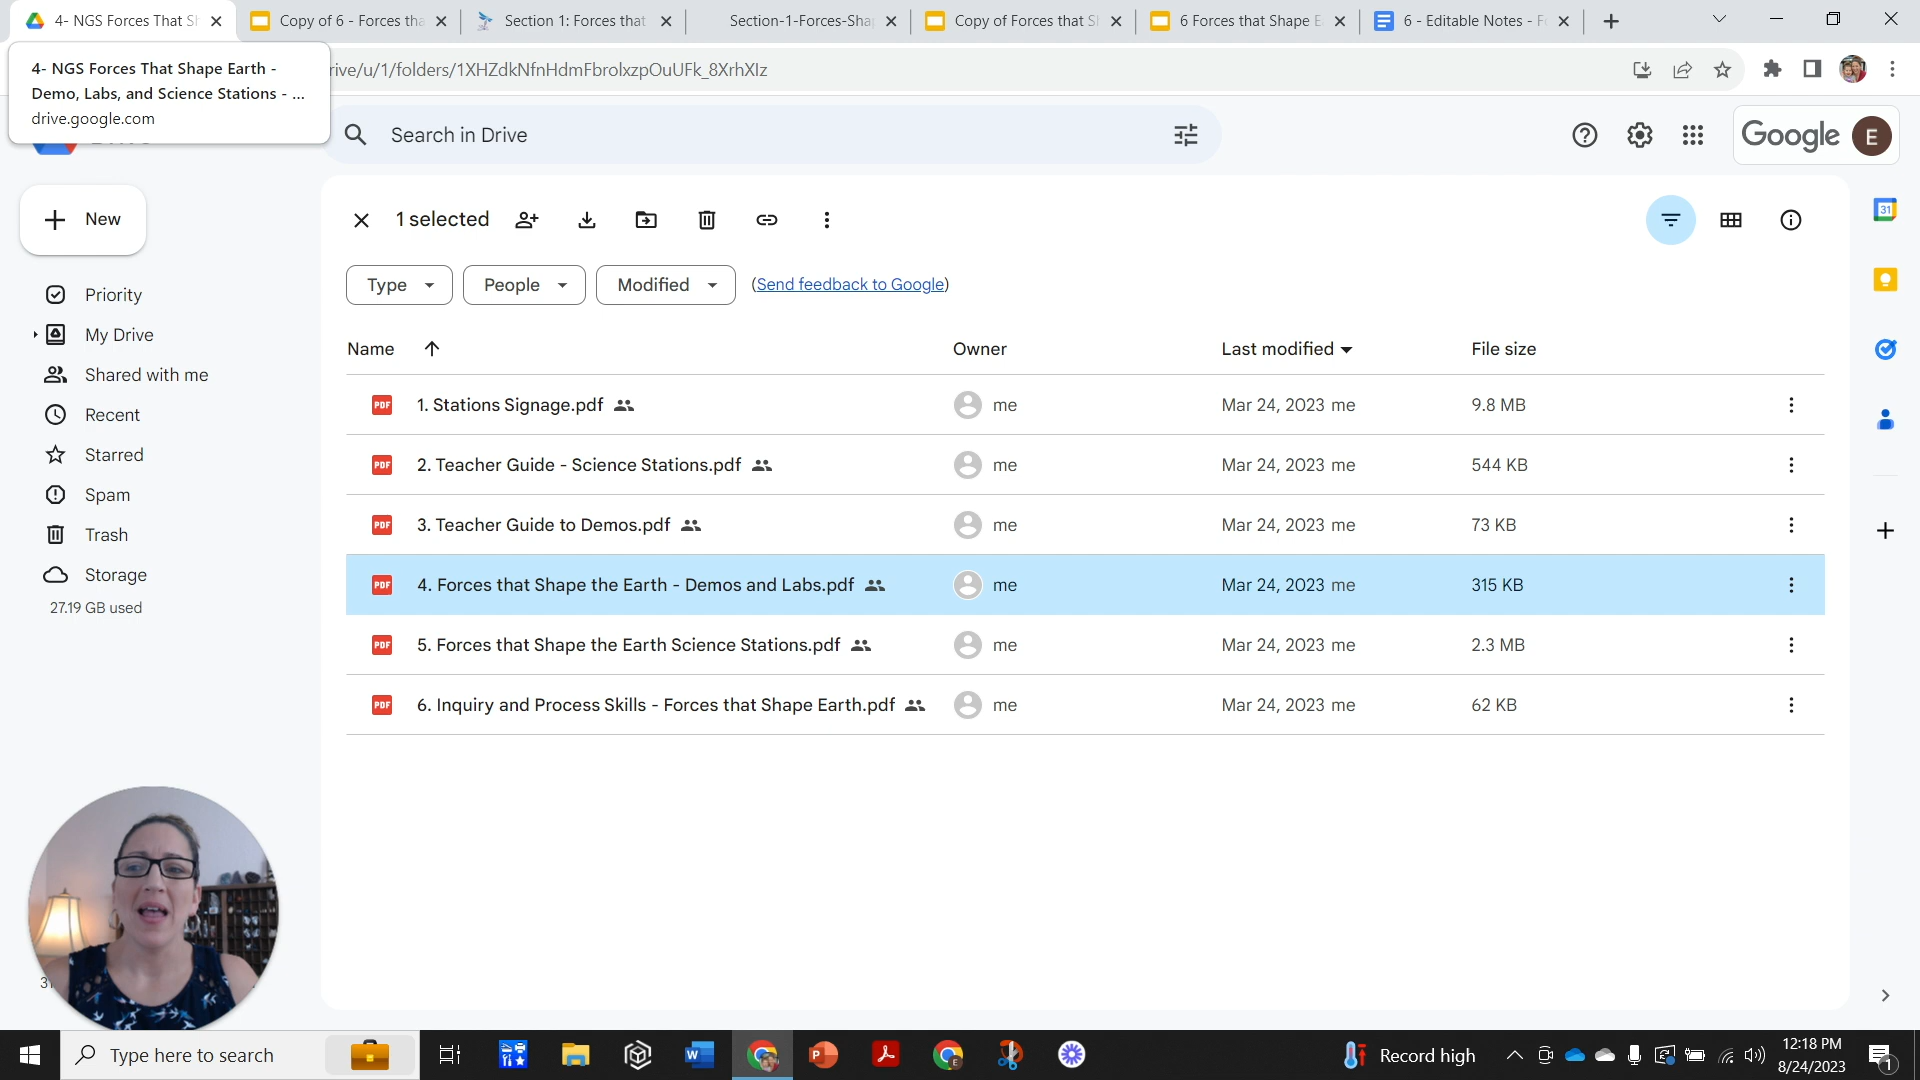 4- NGS Forces That Sh
Copy of 6 - Forces tha
Section 1: Forces that
Section-1-Forces-Shap
Copy of Forces that S
6 Forces that Shape E
6 - Editable Notes - F
4- NGS Forces That Shape Earth -
Demo, Labs, and Science Stations - ...
drive.google.com
rive/u/1/folders/1XHZdkNfnHdmFbrolxzpOuUFk_8XrhXIz
Search in Drive
Google
E
New
1 selected
Priority
My Drive
Shared with me
Recent
Starred
Spam
Trash
Storage
27.19 GB used
Type
People
Modified
(Send feedback to Google)
Name
Owner
Last modified
File size
1. Stations Signage.pdf
me
Mar 24, 2023 me
9.8 MB
2. Teacher Guide - Science Stations.pdf
me
Mar 24, 2023 me
544 KB
3. Teacher Guide to Demos.pdf
me
Mar 24, 2023 me
73 KB
4. Forces that Shape the Earth - Demos and Labs.pdf
me
Mar 24, 2023 me
315 KB
5. Forces that Shape the Earth Science Stations.pdf
me
Mar 24, 2023 me
2.3 MB
6. Inquiry and Process Skills - Forces that Shape Earth.pdf
me
Mar 24, 2023 me
62 KB
31
Type here to search
Record high
12:18 PM
8/24/2023
1